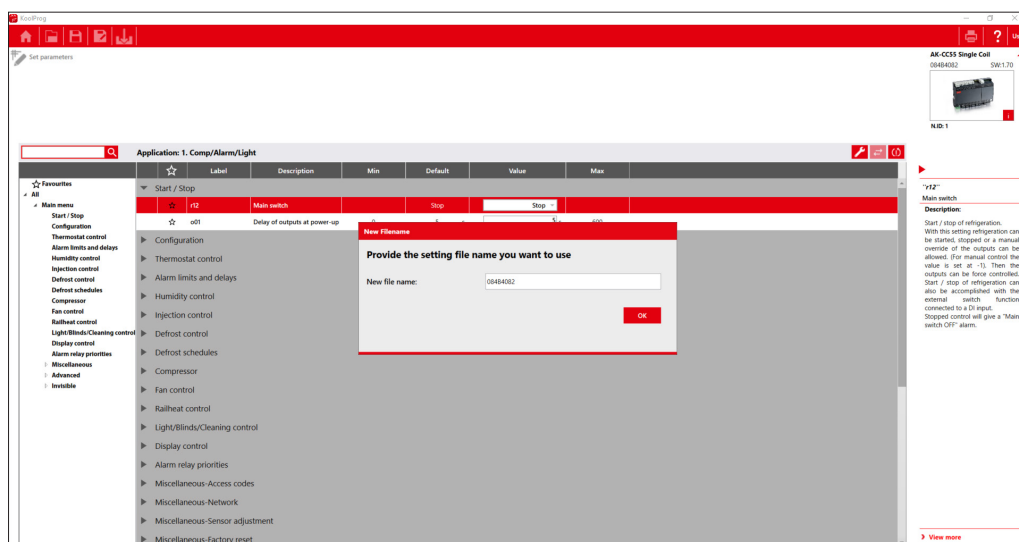 KoolProg
Set parameters
AK-CC55 Single Coil
084B4082 SW:1.70
N.ID: 1
Application: 1. Comp/Alarm/Light
Label Description Min Default Value Max
Favourites
All
Main menu
Start / Stop
Configuration
Thermostat control
Alarm limits and delays
Humidity control
Injection control
Defrost control
Defrost schedules
Compressor
Fan control
Railheat control
Light/Blinds/Cleaning control
Display control
Alarm relay priorities
Miscellaneous
Advanced
Invisible
Start / Stop
r12 Main switch Stop Stop
o01 Delay of outputs at power-up 0 5 s 5 s 600
Configuration
Thermostat control
Alarm limits and delays
Humidity control
Injection control
Defrost control
Defrost schedules
Compressor
Fan control
Railheat control
Light/Blinds/Cleaning control
Display control
Alarm relay priorities
Miscellaneous-Access codes
Miscellaneous-Network
Miscellaneous-Sensor adjustment
Miscellaneous-Factory reset
New Filename
Provide the setting file name you want to use
New file name: 084B4082
OK
"r12"
Main switch
Description:
Start / stop of refrigeration.
With this setting refrigeration can
be started, stopped or a manual
override of the outputs can be
allowed. (For manual control the
value is set at -1). Then the
outputs can be force controlled.
Start / stop of refrigeration can
also be accomplished with the
external switch function
connected to a DI input.
Stopped control will give a "Main
switch OFF" alarm.
View more